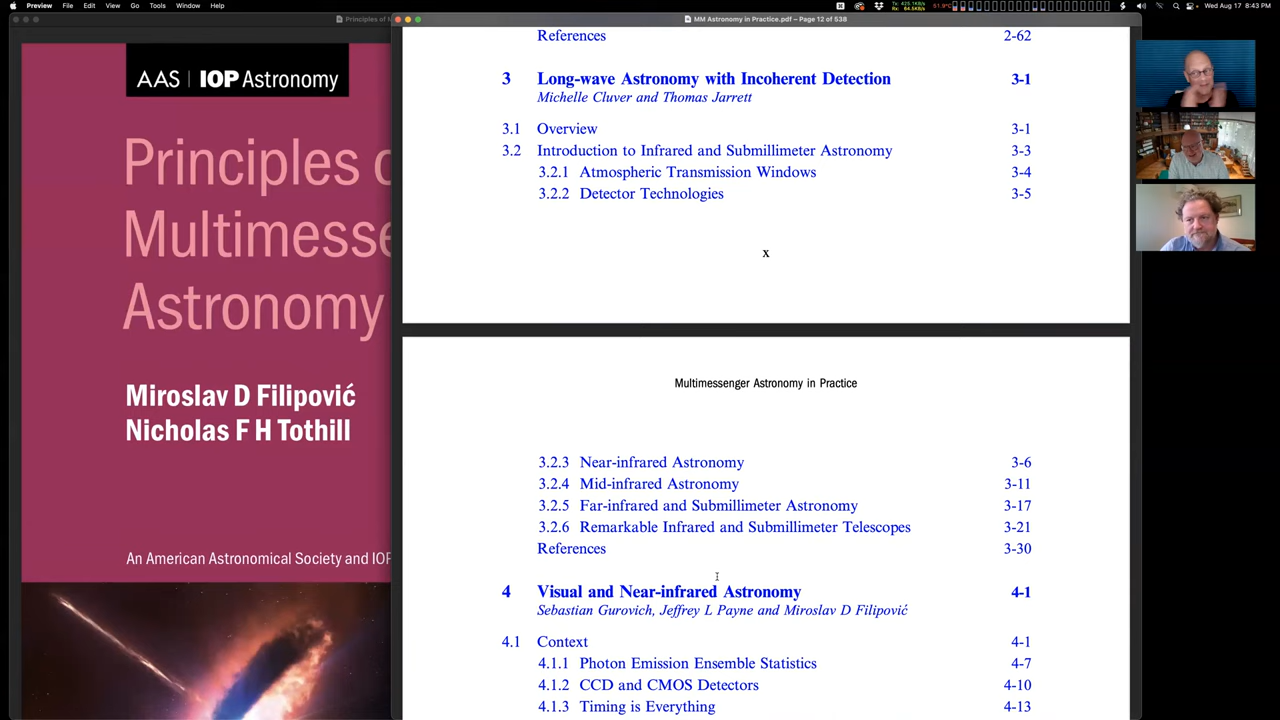 Preview File Edit View Go Tools Window Help
Wed Aug 17 8:43 PM
MM Astronomy in Practice.pdf – Page 12 of 538
AAS | IOP Astronomy
Principles
Multimesse
Astronomy
Miroslav D Filipović
Nicholas F H Tothill
An American Astronomical Society and IOP
References 2-62
3 Long-wave Astronomy with Incoherent Detection 3-1
Michelle Cluver and Thomas Jarrett
3.1 Overview 3-1
3.2 Introduction to Infrared and Submillimeter Astronomy 3-3
3.2.1 Atmospheric Transmission Windows 3-4
3.2.2 Detector Technologies 3-5
x
Multimessenger Astronomy in Practice
3.2.3 Near-infrared Astronomy 3-6
3.2.4 Mid-infrared Astronomy 3-11
3.2.5 Far-infrared and Submillimeter Astronomy 3-17
3.2.6 Remarkable Infrared and Submillimeter Telescopes 3-21
References 3-30
4 Visual and Near-infrared Astronomy 4-1
Sebastian Gurovich, Jeffrey L Payne and Miroslav D Filipović
4.1 Context 4-1
4.1.1 Photon Emission Ensemble Statistics 4-7
4.1.2 CCD and CMOS Detectors 4-10
4.1.3 Timing is Everything 4-13